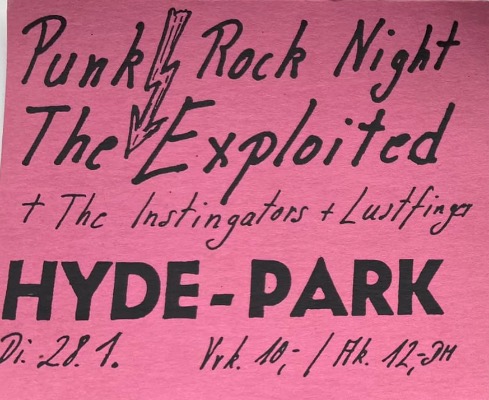 Punk Rock Night
The Exploited
+ The Instingators + Lustfinger
HYDE-PARK
Di. 28.1. Vvk. 10,- / Ak. 12,-DM